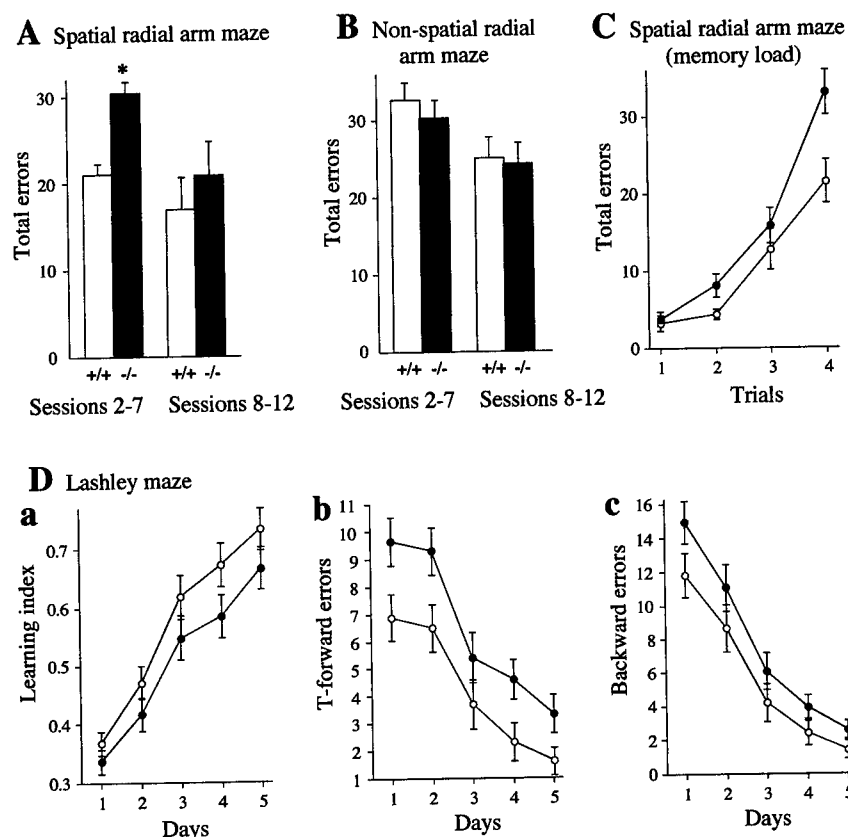 A Spatial radial arm maze
*
Total errors
30
20
10
0
+/+ -/- +/+ -/-
Sessions 2-7 Sessions 8-12
B Non-spatial radial
arm maze
Total errors
30
20
10
0
+/+ -/- +/+ -/-
Sessions 2-7 Sessions 8-12
C Spatial radial arm maze
(memory load)
Total errors
30
20
10
0
1 2 3 4
Trials
D Lashley maze
a
Learning index
0.7
0.6
0.5
0.4
0.3
1 2 3 4 5
Days
b
T-forward errors
11
10
9
8
7
6
5
4
3
2
1
1 2 3 4 5
Days
c
Backward errors
16
14
12
10
8
6
4
2
0
1 2 3 4 5
Days